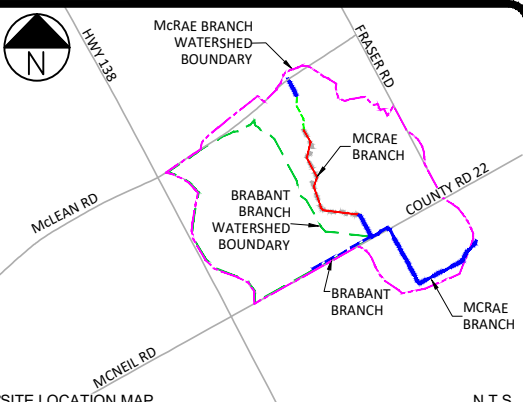 McRAE BRANCH
WATERSHED
BOUNDARY
HWY 138
FRASER RD
N
MCRAE
BRANCH
COUNTY RD 22
BRABANT
BRANCH
WATERSHED
BOUNDARY
McLEAN RD
BRABANT
BRANCH
MCRAE
BRANCH
MCNEIL RD
SITE LOCATION MAP
N.T.S.